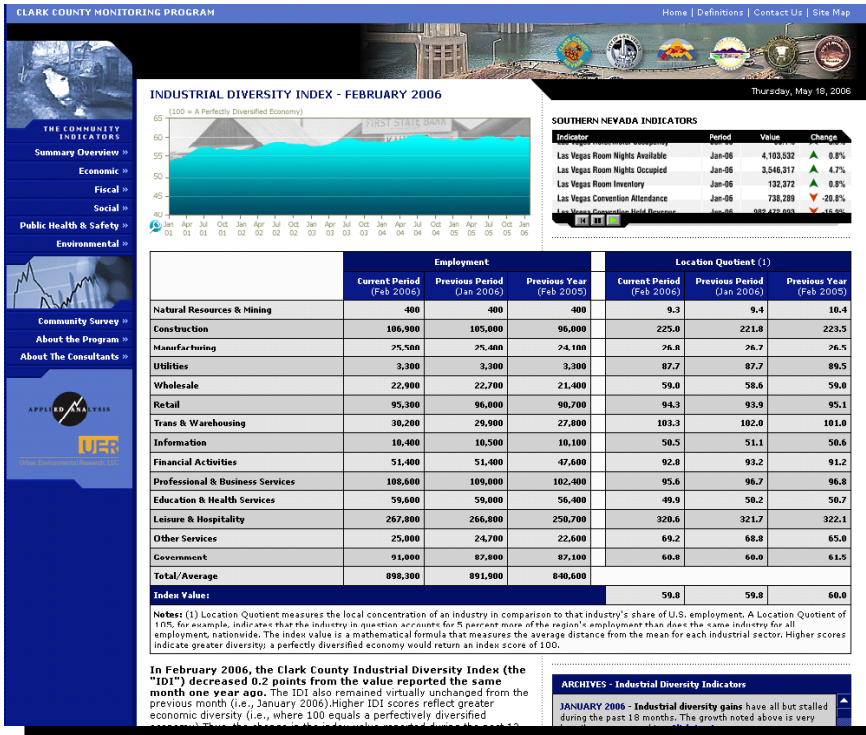 CLARK COUNTY MONITORING PROGRAM
Home | Definitions | Contact Us | Site Map
Thursday, May 18, 2006
THE COMMUNITY
INDICATORS
Summary Overview »
Economic »
Fiscal »
Social »
Public Health & Safety »
Environmental »
Community Survey »
About the Program »
About The Consultants »
APPLIED ANALYSIS
UER
Urban Environmental Research, LLC
INDUSTRIAL DIVERSITY INDEX - FEBRUARY 2006
(100 = A Perfectly Diversified Economy)
FIRST STATE BANK
65
60
55
50
45
40
Jan Apr Jul Oct Jan Apr Jul Oct Jan Apr Jul Oct Jan Apr Jul Oct Jan Apr Jul Oct Jan
01 01 01 01 02 02 02 02 03 03 03 03 04 04 04 04 05 05 05 05 06
SOUTHERN NEVADA INDICATORS
Indicator Period Value Change
Las Vegas Room Nights Available Jan-06 4,103,532 0.8%
Las Vegas Room Nights Occupied Jan-06 3,546,317 4.7%
Las Vegas Room Inventory Jan-06 132,372 0.8%
Las Vegas Convention Attendance Jan-06 738,289 -20.8%
Las Vegas Convention Held Revenue Jan-06 982,472,093 -15.9%
Employment Location Quotient (1)
Current Period Previous Period Previous Year Current Period Previous Period Previous Year
(Feb 2006) (Jan 2006) (Feb 2005) (Feb 2006) (Jan 2006) (Feb 2005)
Natural Resources & Mining 400 400 400 9.3 9.4 10.4
Construction 106,900 105,000 96,000 225.0 221.8 223.5
Manufacturing 25,500 25,400 24,100 26.8 26.7 26.5
Utilities 3,300 3,300 3,300 87.7 87.7 89.5
Wholesale 22,900 22,700 21,400 59.0 58.6 59.0
Retail 95,300 96,000 90,700 94.3 93.9 95.1
Trans & Warehousing 30,200 29,900 27,800 103.3 102.0 101.0
Information 10,400 10,500 10,100 50.5 51.1 50.6
Financial Activities 51,400 51,400 47,600 92.8 93.2 91.2
Professional & Business Services 108,600 109,000 102,400 95.6 96.7 96.8
Education & Health Services 59,600 59,000 56,400 49.9 50.2 50.7
Leisure & Hospitality 267,800 266,800 250,700 320.6 321.7 322.1
Other Services 25,000 24,700 22,600 69.2 68.8 65.0
Government 91,000 87,800 87,100 60.8 60.0 61.5
Total/Average 898,300 891,900 840,600
Index Value: 59.8 59.8 60.0
Notes: (1) Location Quotient measures the local concentration of an industry in comparison to that industry's share of U.S. employment. A Location Quotient of
105, for example, indicates that the industry in question accounts for 5 percent more of the region's employment than does the same industry for all
employment, nationwide. The index value is a mathematical formula that measures the average distance from the mean for each industrial sector. Higher scores
indicate greater diversity; a perfectly diversified economy would return an index score of 100.
In February 2006, the Clark County Industrial Diversity Index (the
"IDI") decreased 0.2 points from the value reported the same
month one year ago. The IDI also remained virtually unchanged from the
previous month (i.e., January 2006).Higher IDI scores reflect greater
economic diversity (i.e., where 100 equals a perfectively diversified
economy).Thus, the change in the index value reported during the past 12
ARCHIVES - Industrial Diversity Indicators
JANUARY 2006 - Industrial diversity gains have all but stalled
during the past 18 months. The growth noted above is very